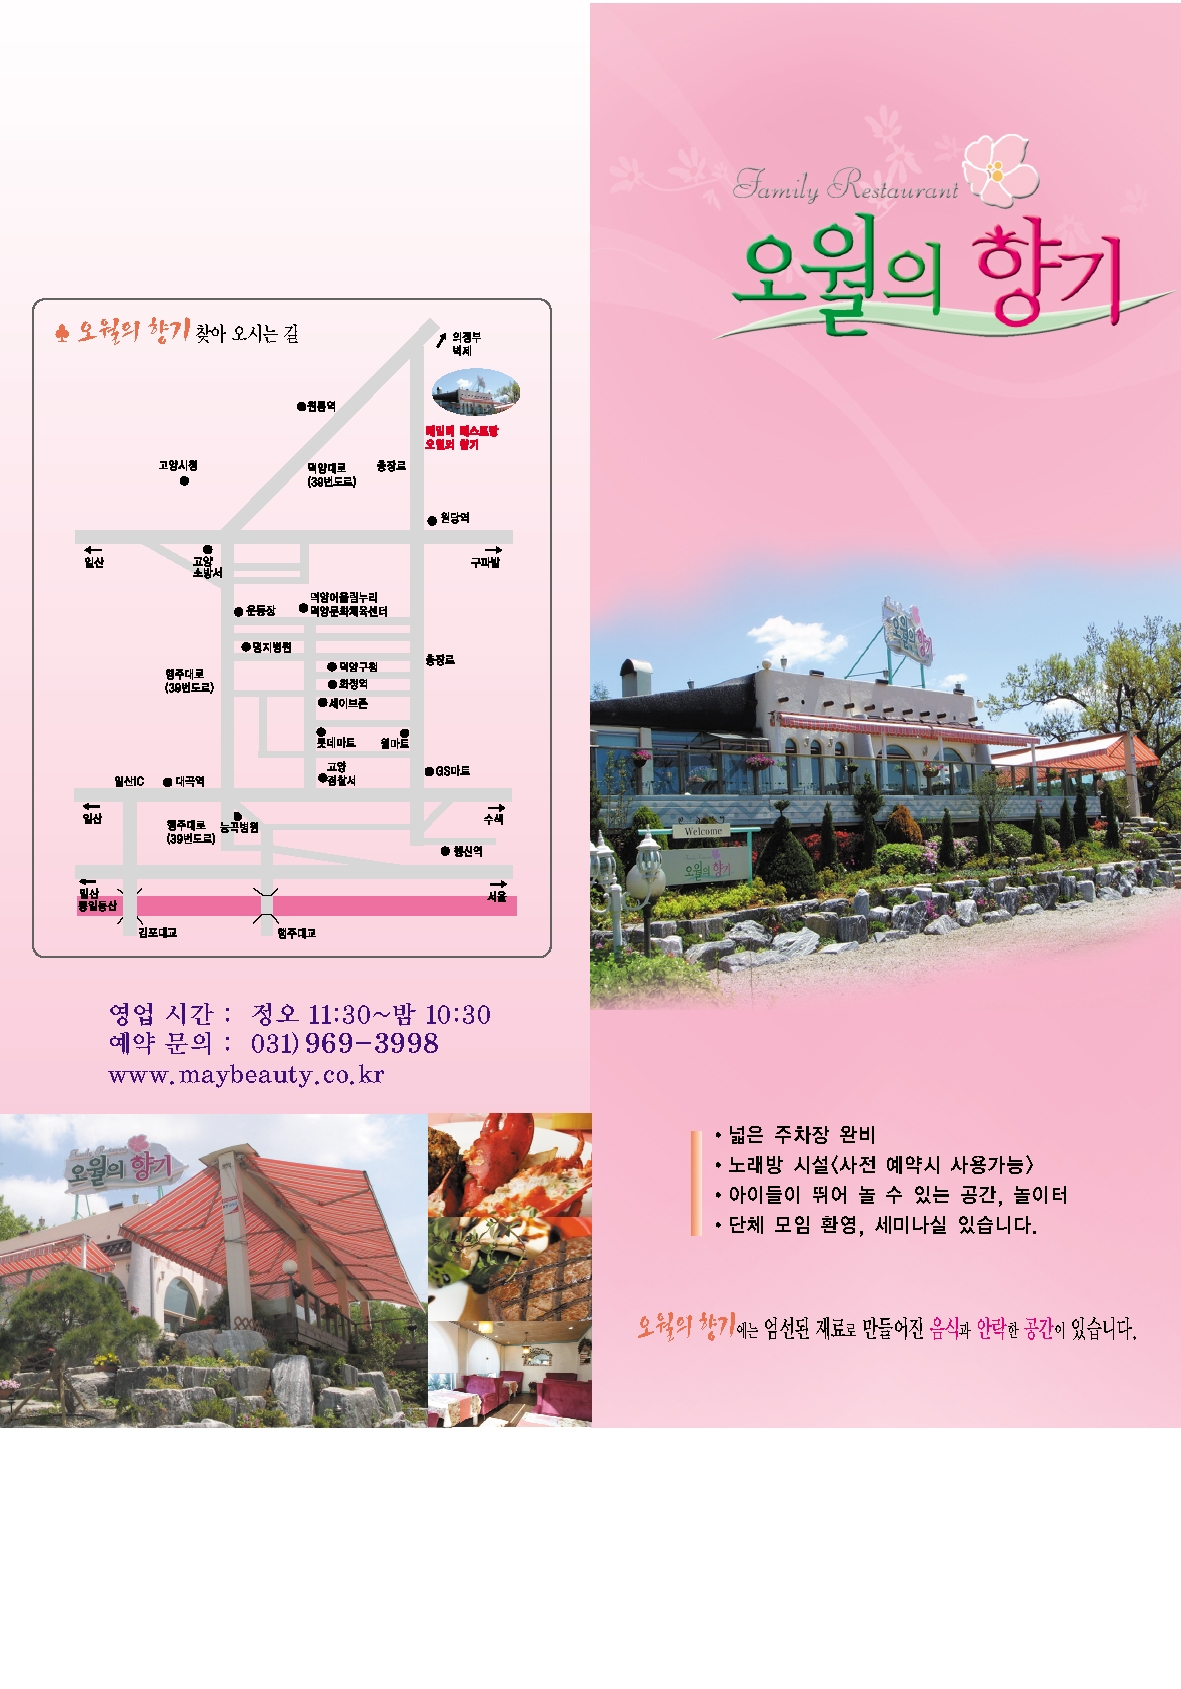 Family Restaurant
오월의 향기
오월의 향기 찾아 오시는 길
의정부
벽제
원릉역
패밀리 레스토랑
오월의 향기
고양시청
덕양대로
(39번도로)
충장로
원당역
일산
고양
소방서
구파발
덕양어울림누리
덕양문화체육센터
운동장
명지병원
충장로
덕양구청
행주대로
(39번도로)
화정역
세이브존
롯데마트
월마트
고양
경찰서
GS마트
일산IC
대곡역
일산
행주대로
(39번도로)
능곡병원
수색
행신역
일산
통일동산
서울
김포대교
행주대교
영업 시간 : 정오 11:30~밤 10:30
예약 문의 : 031) 969-3998
www.maybeauty.co.kr
오월의 향기
오월의 향기
Welcome
오월의 향기
• 넓은 주차장 완비
• 노래방 시설<사전 예약시 사용가능>
• 아이들이 뛰어 놀 수 있는 공간, 놀이터
• 단체 모임 환영, 세미나실 있습니다.
오월의 향기에는 엄선된 재료로 만들어진 음식과 안락한 공간이 있습니다.